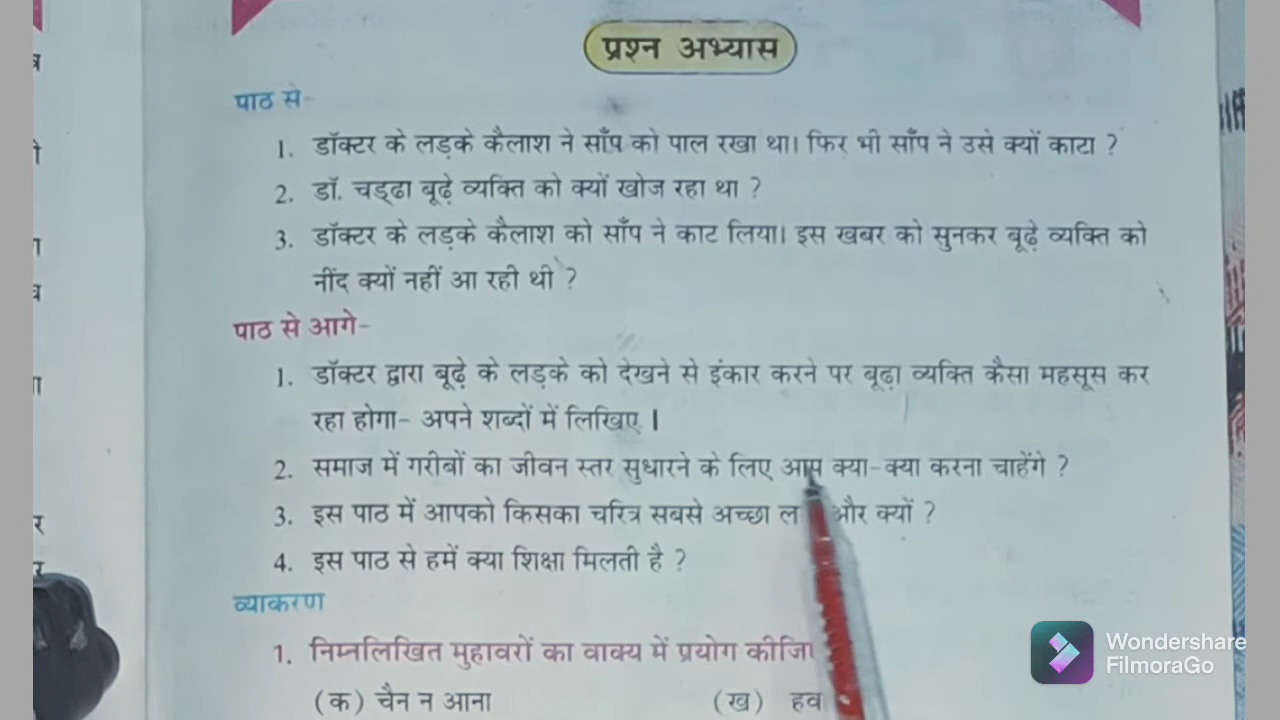 प्रश्न अभ्यास
पाठ से-
1. डॉक्टर के लड़के कैलाश ने साँप को पाल रखा था। फिर भी साँप ने उसे क्यों काटा ?
2. डॉ. चड्ढा बूढ़े व्यक्ति को क्यों खोज रहा था ?
3. डॉक्टर के लड़के कैलाश को साँप ने काट लिया। इस खबर को सुनकर बूढ़े व्यक्ति को
नींद क्यों नहीं आ रही थी ?
पाठ से आगे-
1. डॉक्टर द्वारा बूढ़े के लड़के को देखने से इंकार करने पर बूढ़ा व्यक्ति कैसा महसूस कर
रहा होगा- अपने शब्दों में लिखिए ।
2. समाज में गरीबों का जीवन स्तर सुधारने के लिए आप क्या-क्या करना चाहेंगे ?
3. इस पाठ में आपको किसका चरित्र सबसे अच्छा और क्यों ?
4. इस पाठ से हमें क्या शिक्षा मिलती है ?
व्याकरण
1. निम्नलिखित मुहावरों का वाक्य में प्रयोग
(क) चैन न आना (ख)
Wondershare
FilmoraGo